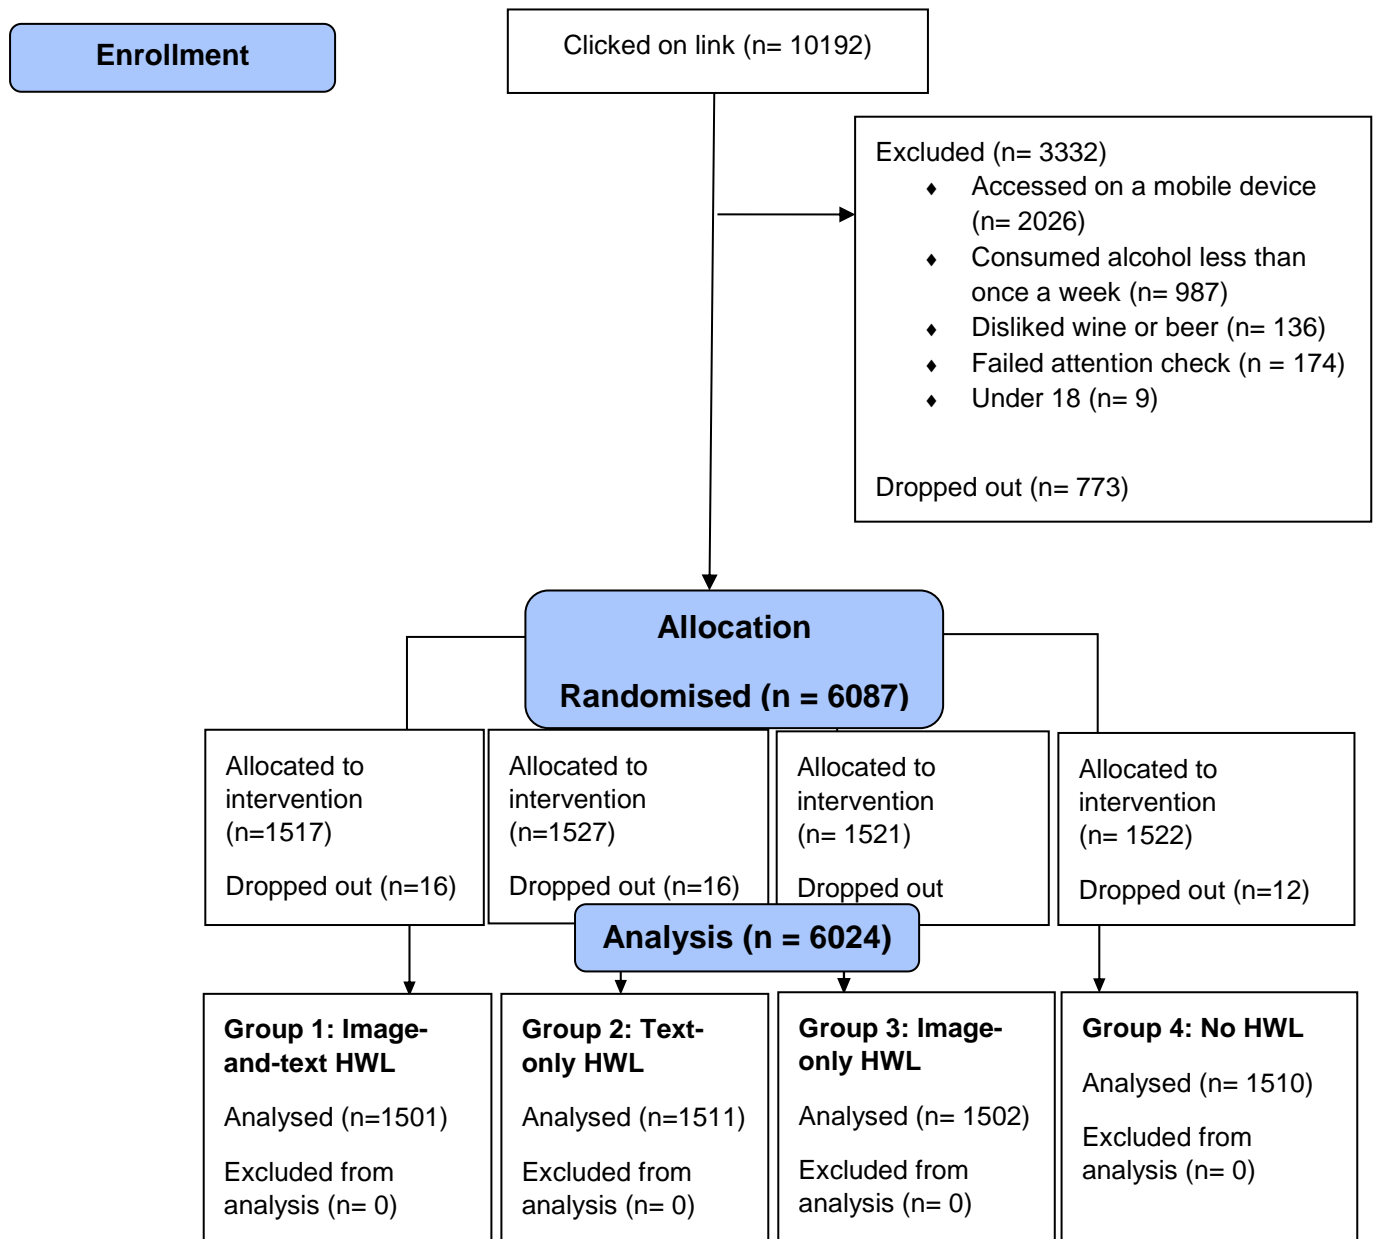 Enrollment
Clicked on link (n= 10192)
Excluded (n= 3332)
♦ Accessed on a mobile device
(n= 2026)
♦ Consumed alcohol less than
once a week (n= 987)
♦ Disliked wine or beer (n= 136)
♦ Failed attention check (n = 174)
♦ Under 18 (n= 9)
Dropped out (n= 773)
Allocation
Randomised (n = 6087)
Allocated to
intervention
(n=1517)
Dropped out (n=16)
Allocated to
intervention
(n=1527)
Dropped out (n=16)
Allocated to
intervention
(n= 1521)
Dropped out
Allocated to
intervention
(n= 1522)
Dropped out (n=12)
Analysis (n = 6024)
Group 1: Image-
and-text HWL
Analysed (n=1501)
Excluded from
analysis (n= 0)
Group 2: Text-
only HWL
Analysed (n=1511)
Excluded from
analysis (n= 0)
Group 3: Image-
only HWL
Analysed (n= 1502)
Excluded from
analysis (n= 0)
Group 4: No HWL
Analysed (n= 1510)
Excluded from
analysis (n= 0)